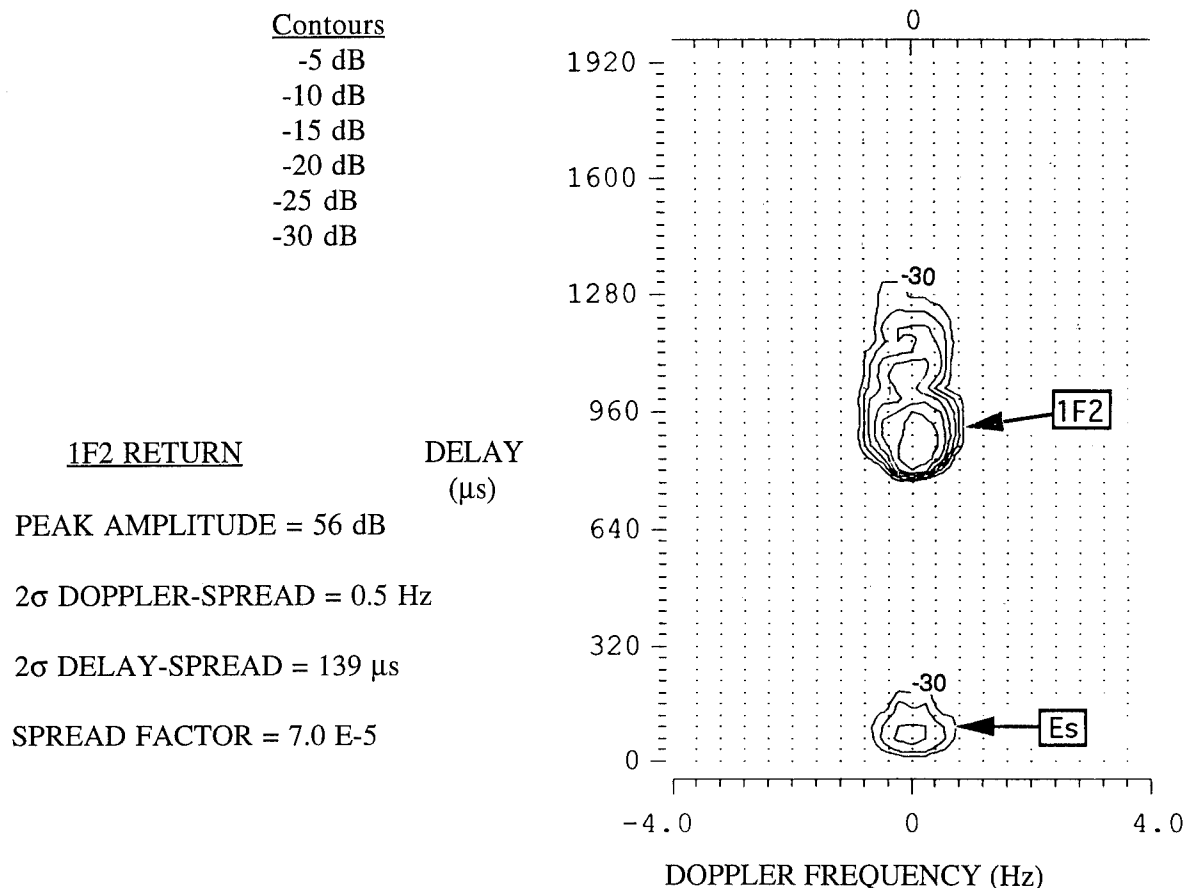 Contours
-5 dB
-10 dB
-15 dB
-20 dB
-25 dB
-30 dB
1F2 RETURN
PEAK AMPLITUDE = 56 dB
2σ DOPPLER-SPREAD = 0.5 Hz
2σ DELAY-SPREAD = 139 μs
SPREAD FACTOR = 7.0 E-5
DELAY
(μs)
0
1920
1600
1280
960
640
320
0
-30
1F2
-30
Es
-4.0 0 4.0
DOPPLER FREQUENCY (Hz)